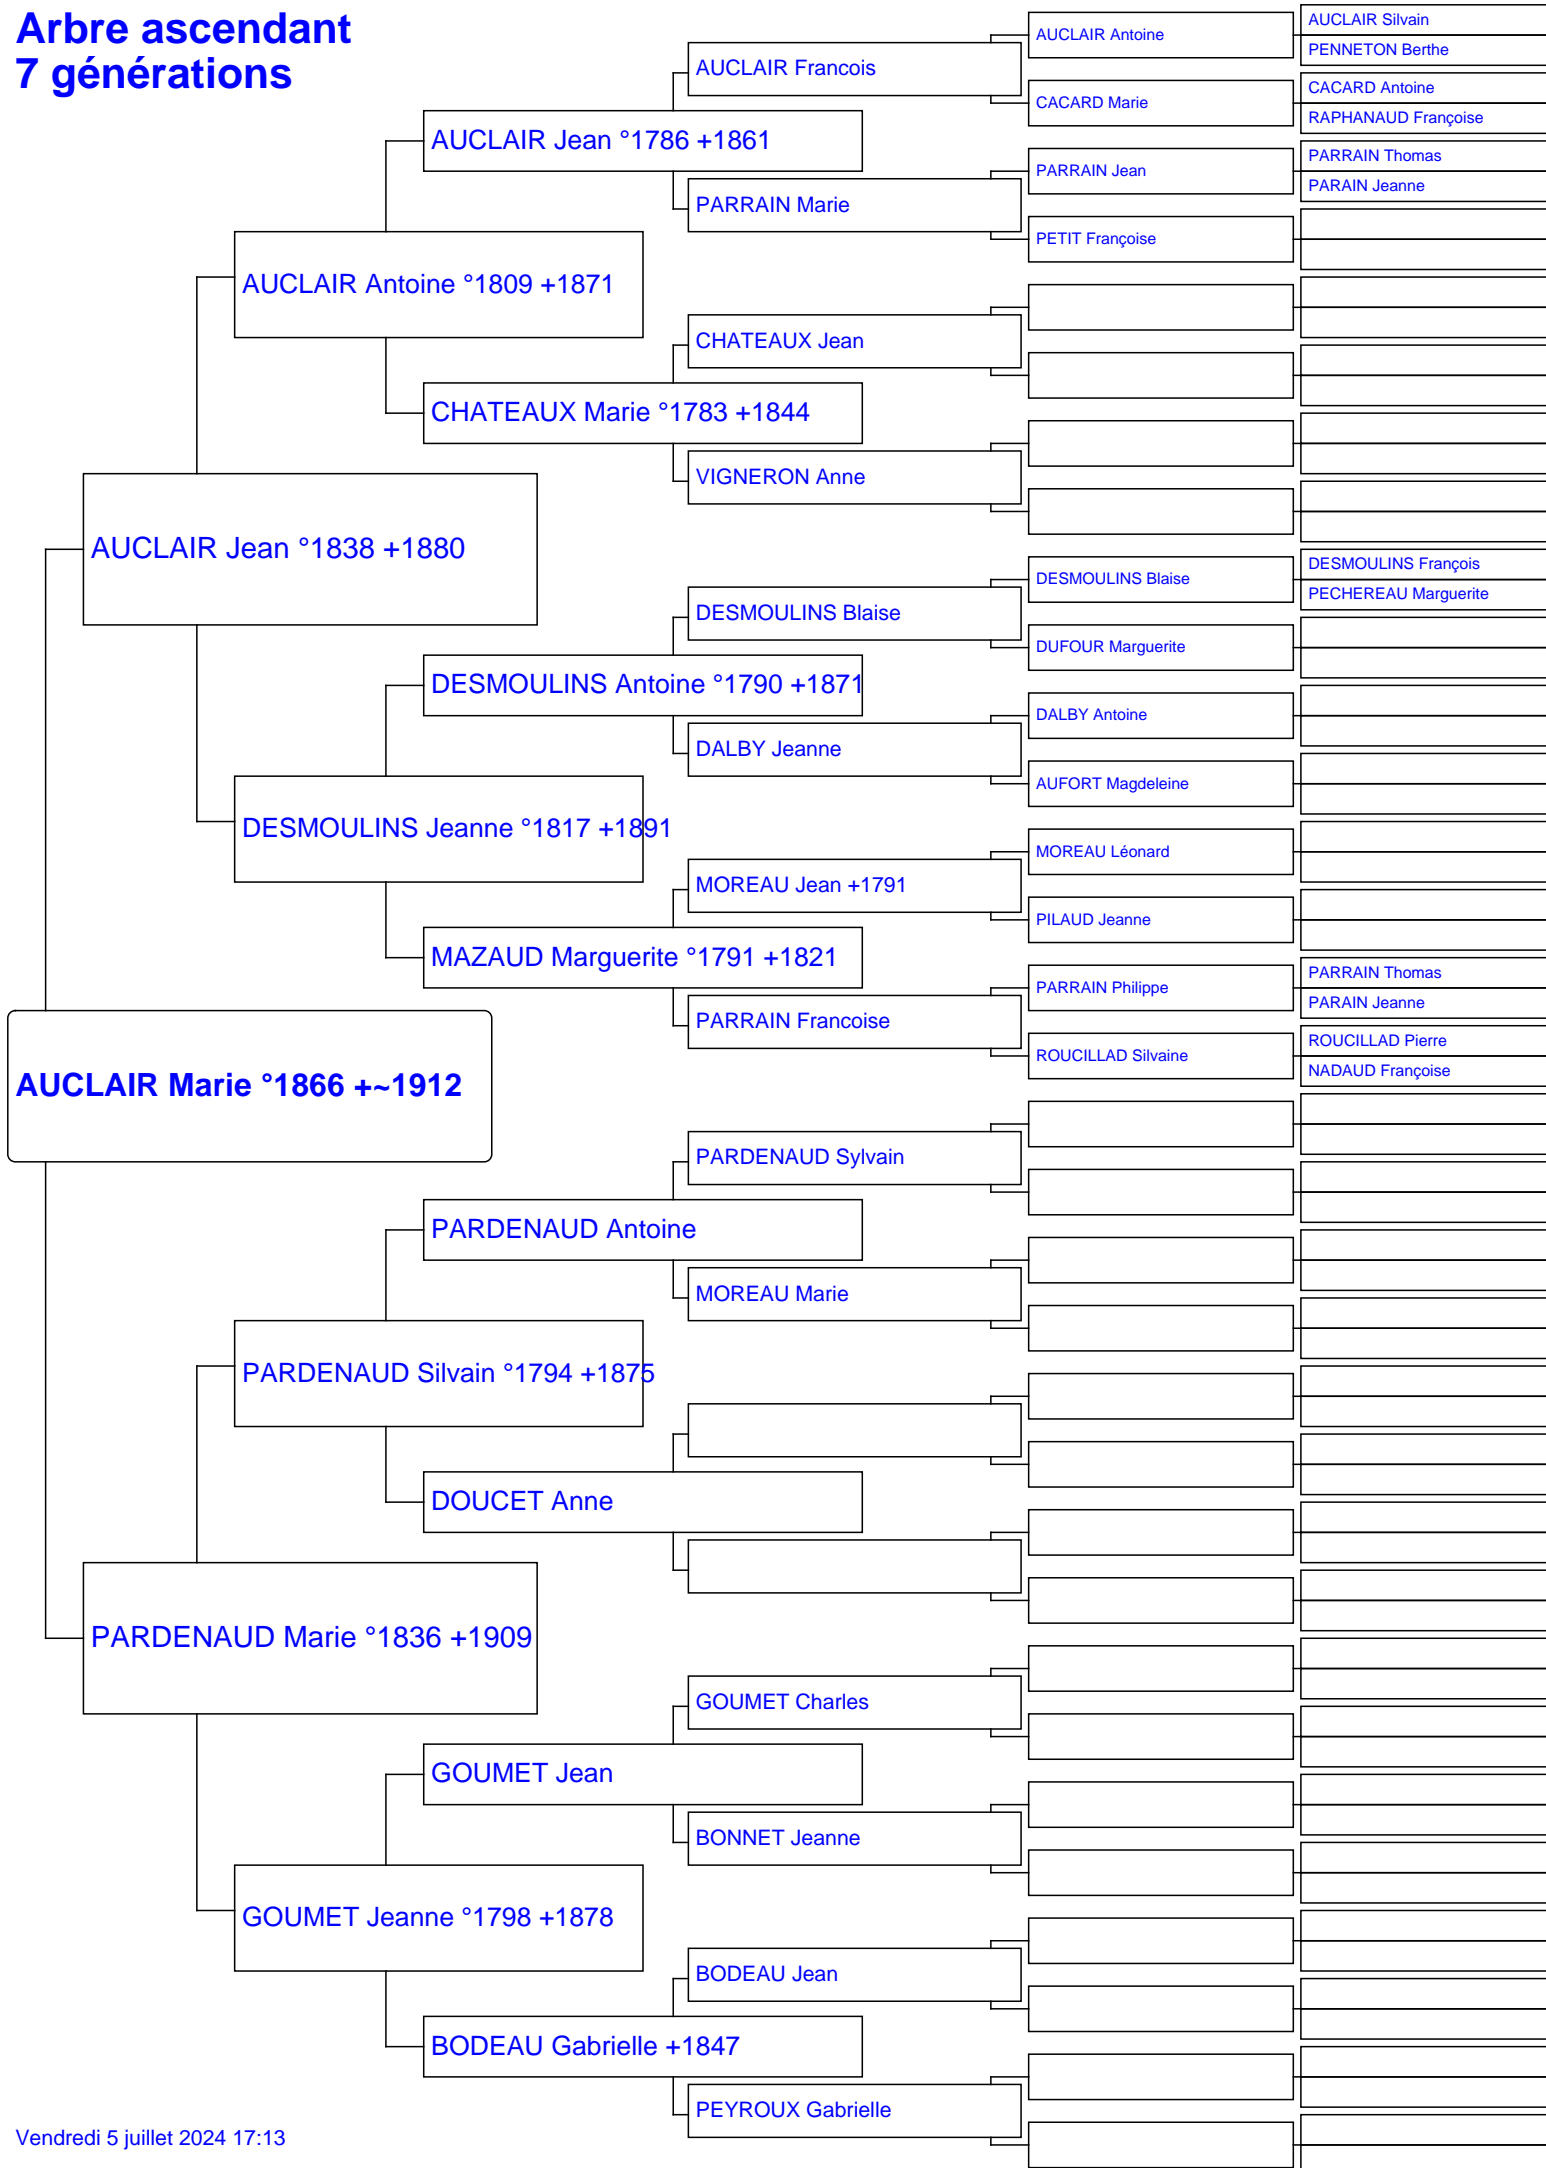 Arbre ascendant
7 générations
AUCLAIR Silvain
AUCLAIR Antoine
PENNETON Berthe
AUCLAIR Francois
CACARD Antoine
CACARD Marie
RAPHANAUD Françoise
AUCLAIR Jean °1786 +1861
PARRAIN Thomas
PARRAIN Jean
PARAIN Jeanne
PARRAIN Marie
PETIT Françoise
AUCLAIR Antoine °1809 +1871
CHATEAUX Jean
CHATEAUX Marie °1783 +1844
VIGNERON Anne
AUCLAIR Jean °1838 +1880
DESMOULINS François
DESMOULINS Blaise
PECHEREAU Marguerite
DESMOULINS Blaise
DUFOUR Marguerite
DESMOULINS Antoine °1790 +1871
DALBY Antoine
DALBY Jeanne
AUFORT Magdeleine
DESMOULINS Jeanne °1817 +1891
MOREAU Léonard
MOREAU Jean +1791
PILAUD Jeanne
MAZAUD Marguerite °1791 +1821
PARRAIN Thomas
PARRAIN Philippe
PARAIN Jeanne
PARRAIN Francoise
ROUCILLAD Pierre
ROUCILLAD Silvaine
NADAUD Françoise
AUCLAIR Marie °1866 +~1912
PARDENAUD Sylvain
PARDENAUD Antoine
MOREAU Marie
PARDENAUD Silvain °1794 +1875
DOUCET Anne
PARDENAUD Marie °1836 +1909
GOUMET Charles
GOUMET Jean
BONNET Jeanne
GOUMET Jeanne °1798 +1878
BODEAU Jean
BODEAU Gabrielle +1847
PEYROUX Gabrielle
Vendredi 5 juillet 2024 17:13